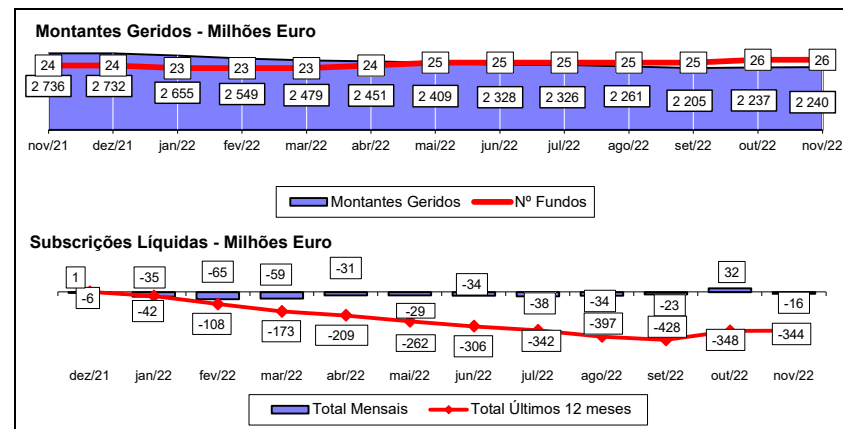 Montantes Geridos - Milhões Euro
24 24 23 23 23 24 25 25 25 25 25 26 26
2 736 2 732 2 655 2 549 2 479 2 451 2 409 2 328 2 326 2 261 2 205 2 237 2 240
nov/21 dez/21 jan/22 fev/22 mar/22 abr/22 mai/22 jun/22 jul/22 ago/22 set/22 out/22 nov/22
Montantes Geridos Nº Fundos
Subscrições Líquidas - Milhões Euro
1 -35 -65 -59 -31 -29 -34 -38 -34 -23 32 -16
-6 -42 -108 -173 -209 -262 -306 -342 -397 -428 -348 -344
dez/21 jan/22 fev/22 mar/22 abr/22 mai/22 jun/22 jul/22 ago/22 set/22 out/22 nov/22
Total Mensais Total Últimos 12 meses